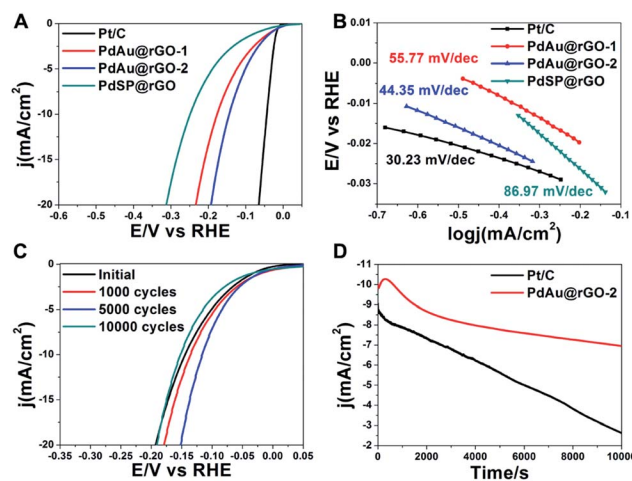 A
Pt/C
PdAu@rGO-1
PdAu@rGO-2
PdSP@rGO
j(mA/cm²)
0
-5
-10
-15
-20
-0.6 -0.5 -0.4 -0.3 -0.2 -0.1 0.0
E/V vs RHE
B
Pt/C
PdAu@rGO-1
PdAu@rGO-2
PdSP@rGO
55.77 mV/dec
44.35 mV/dec
30.23 mV/dec
86.97 mV/dec
E/V vs RHE
0.01
0.00
-0.01
-0.02
-0.03
-0.7 -0.6 -0.5 -0.4 -0.3 -0.2 -0.1
logj(mA/cm²)
C
Initial
1000 cycles
5000 cycles
10000 cycles
j(mA/cm²)
0
-5
-10
-15
-20
-0.35 -0.30 -0.25 -0.20 -0.15 -0.10 -0.05 0.00 0.05
E/V vs RHE
D
Pt/C
PdAu@rGO-2
j(mA/cm²)
-11
-10
-9
-8
-7
-6
-5
-4
-3
-2
0 2000 4000 6000 8000 10000
Time/s